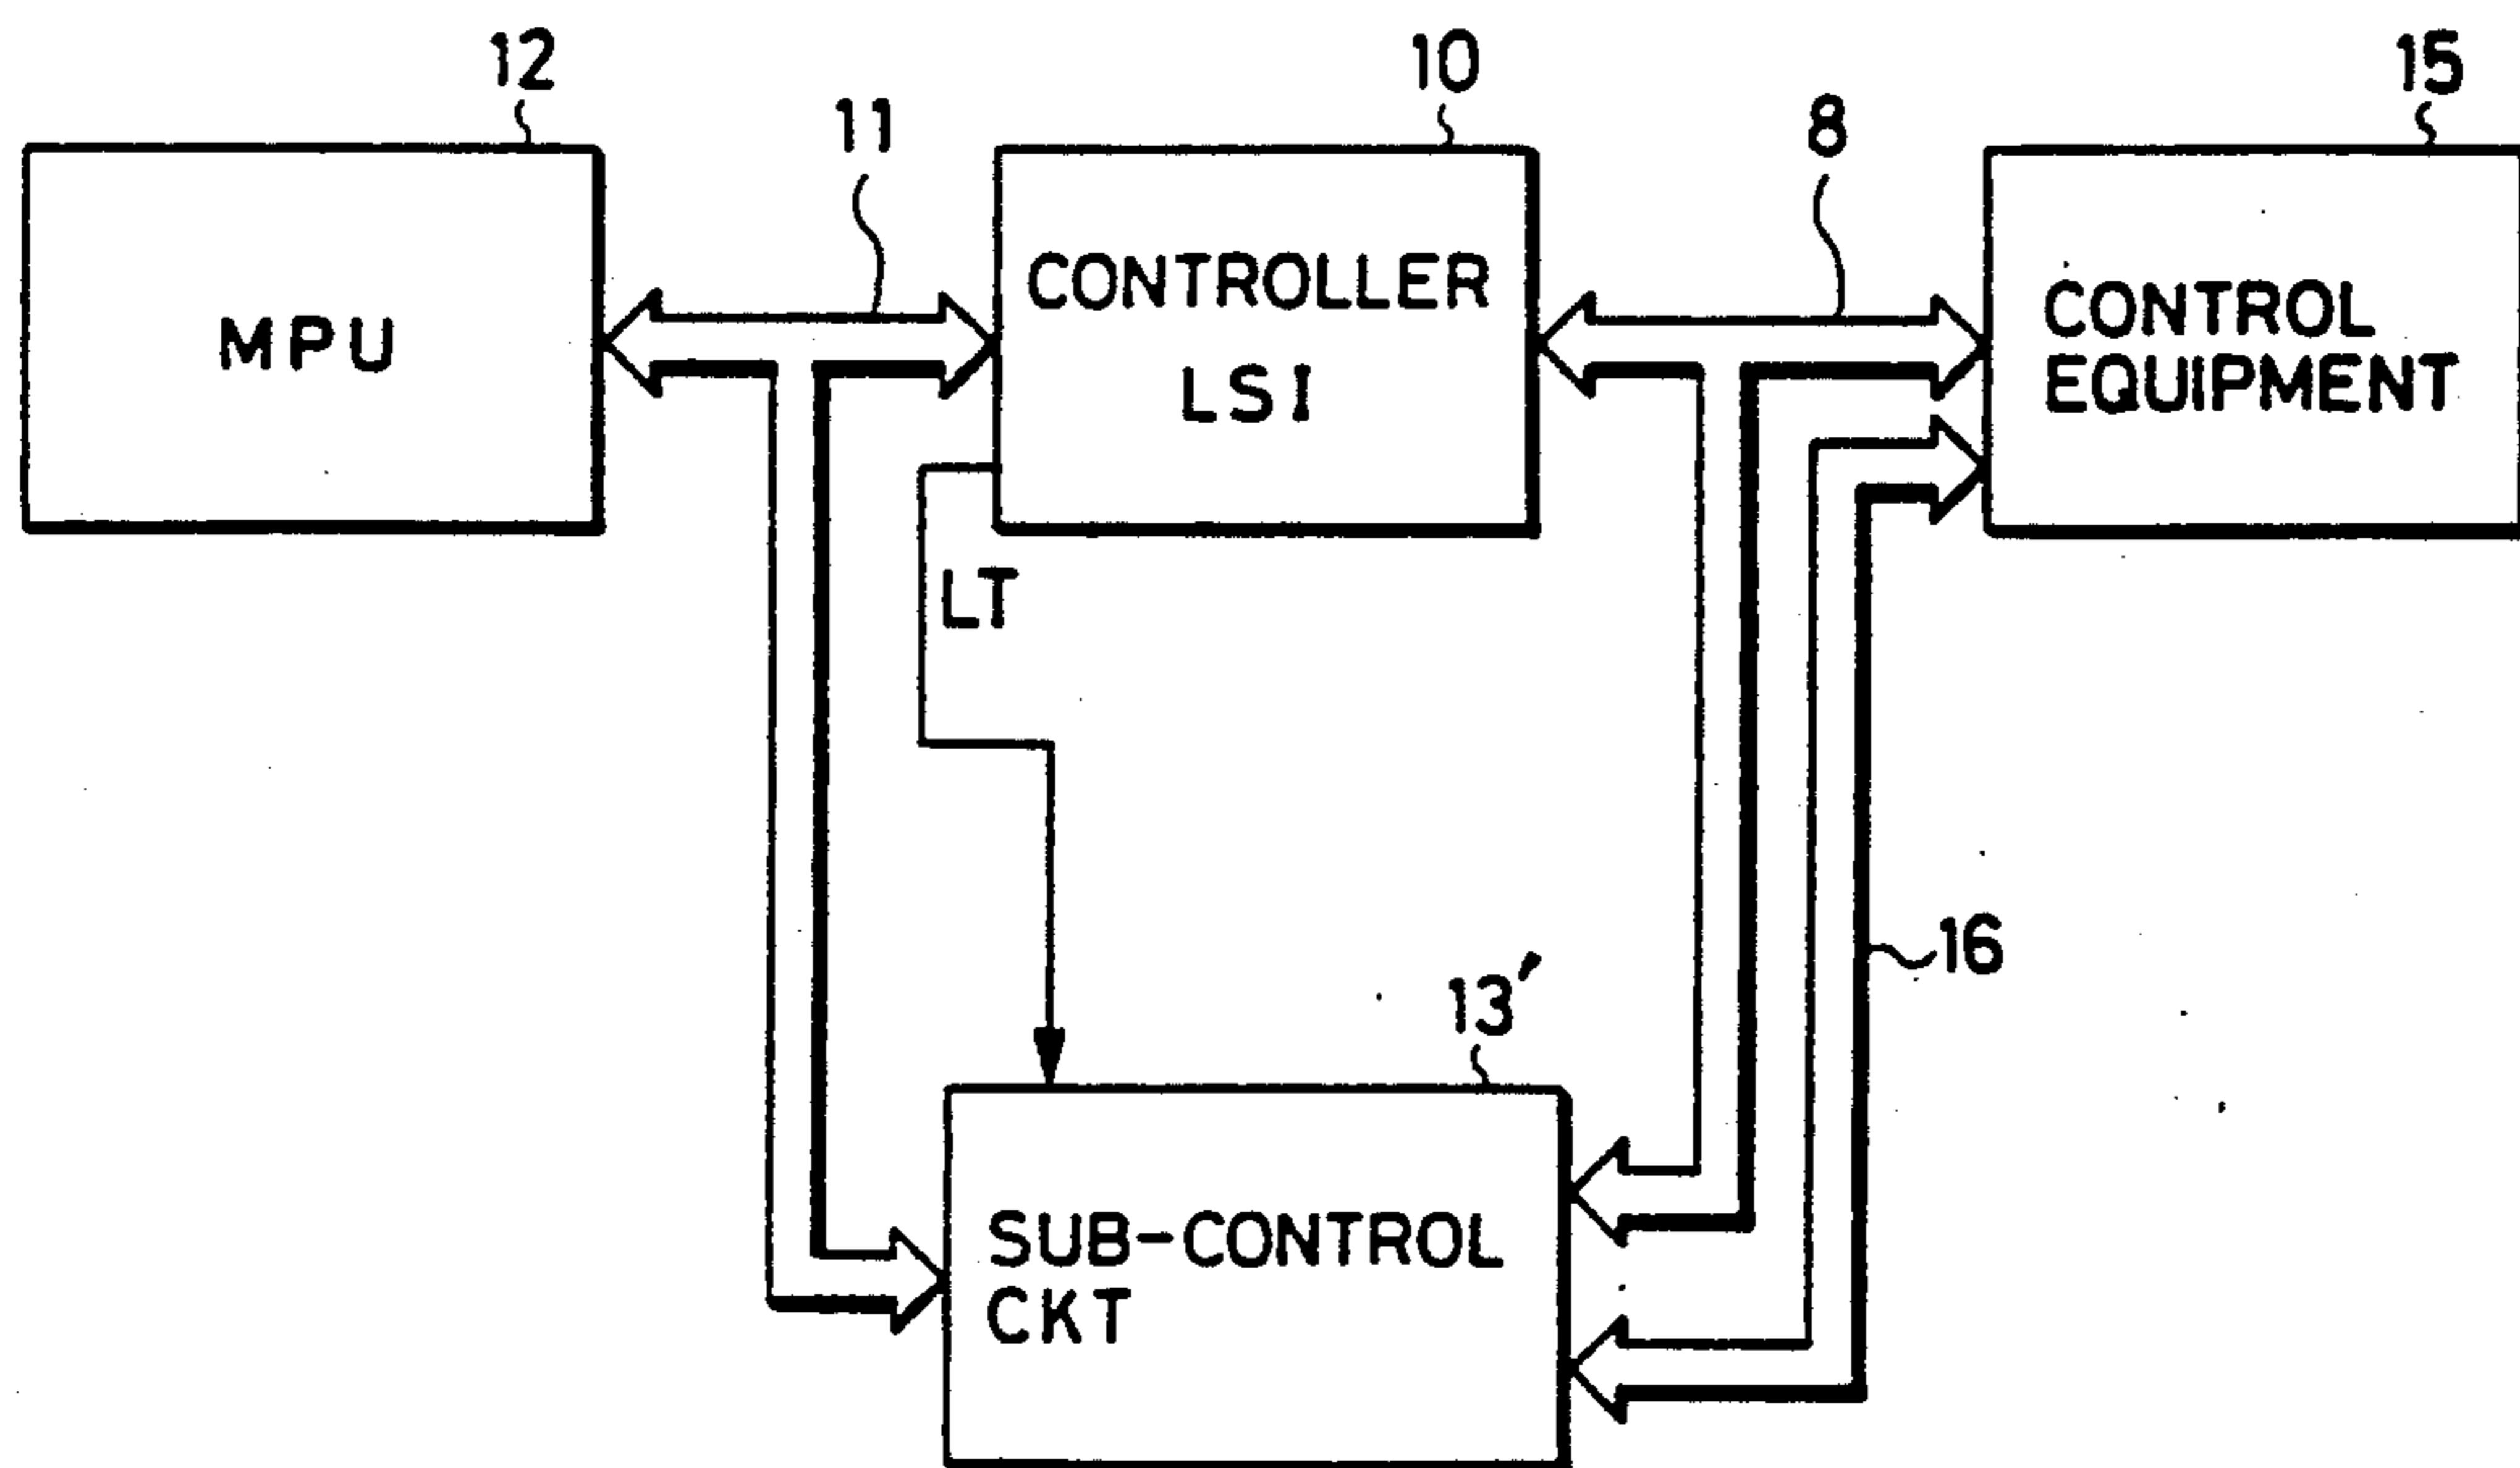 12
11
10
8
15
MPU
CONTROLLER
LSI
CONTROL
EQUIPMENT
LT
16
13'
SUB-CONTROL
CKT